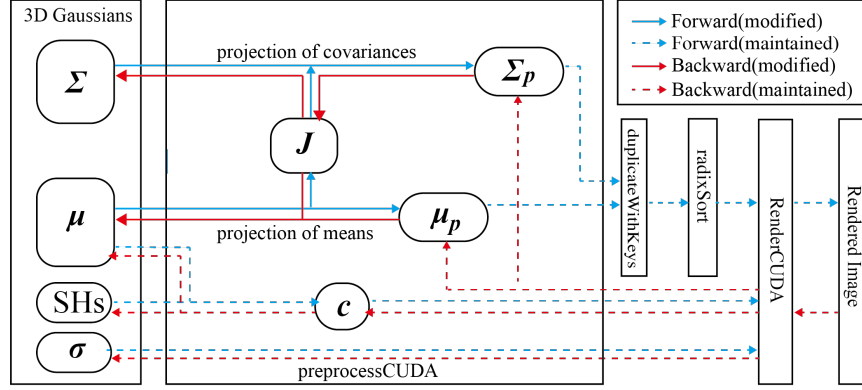 3D Gaussians
Σ
μ
SHs
σ
projection of covariances
Σp
J
μp
projection of means
c
preprocessCUDA
Forward(modified)
Forward(maintained)
Backward(modified)
Backward(maintained)
duplicateWithKeys
radixSort
RenderCUDA
Rendered Image